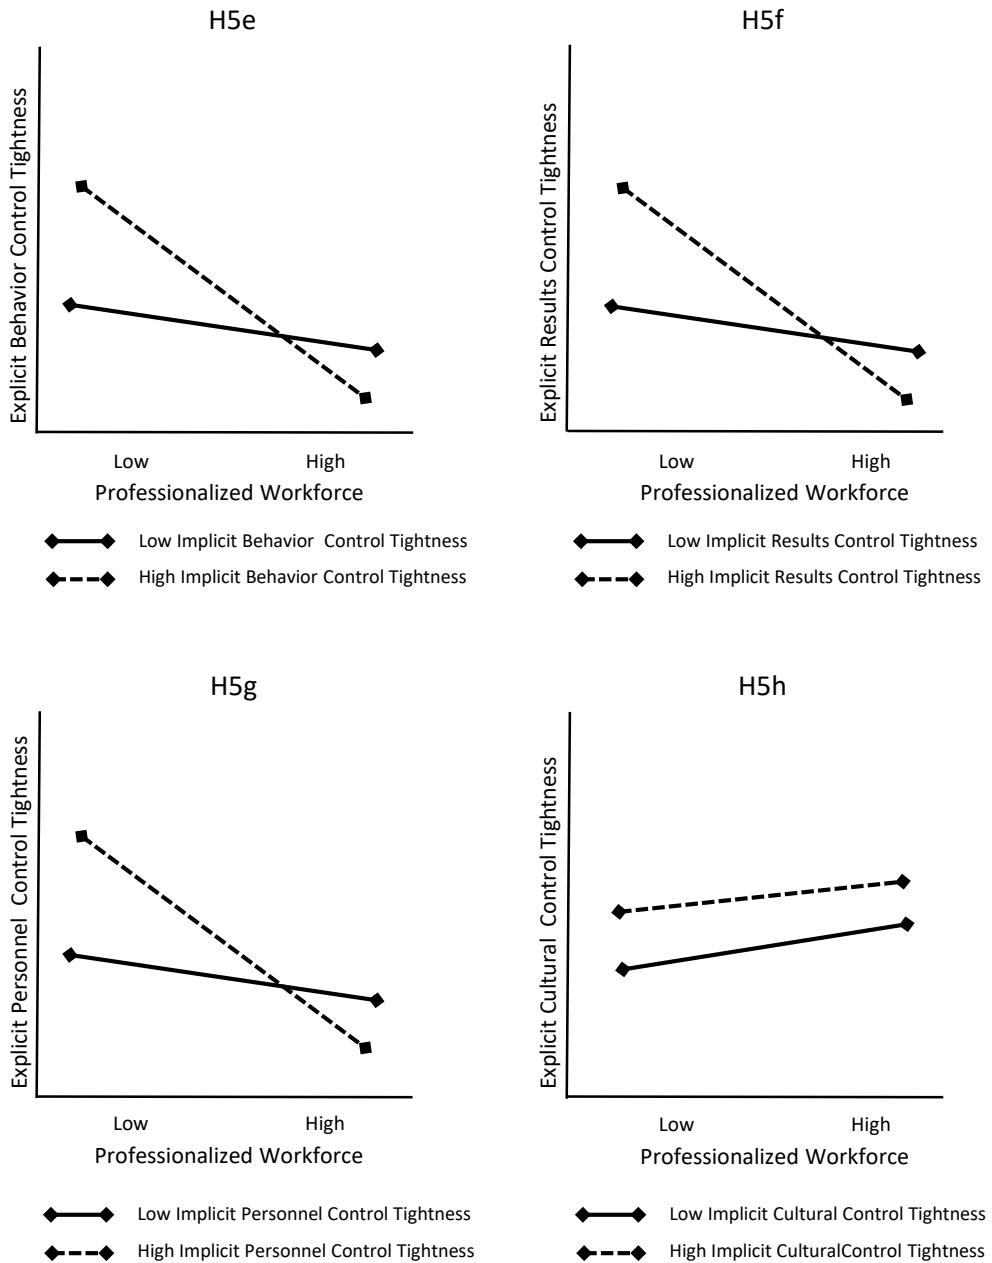 H5e
Explicit Behavior Control Tightness
Low High
Professionalized Workforce
Low Implicit Behavior  Control Tightness
High Implicit Behavior Control Tightness
H5f
Explicit Results Control Tightness
Low High
Professionalized Workforce
Low Implicit Results Control Tightness
High Implicit Results Control Tightness
H5g
Explicit Personnel  Control Tightness
Low High
Professionalized Workforce
Low Implicit Personnel Control Tightness
High Implicit Personnel Control Tightness
H5h
Explicit Cultural  Control Tightness
Low High
Professionalized Workforce
Low Implicit Cultural Control Tightness
High Implicit CulturalControl Tightness